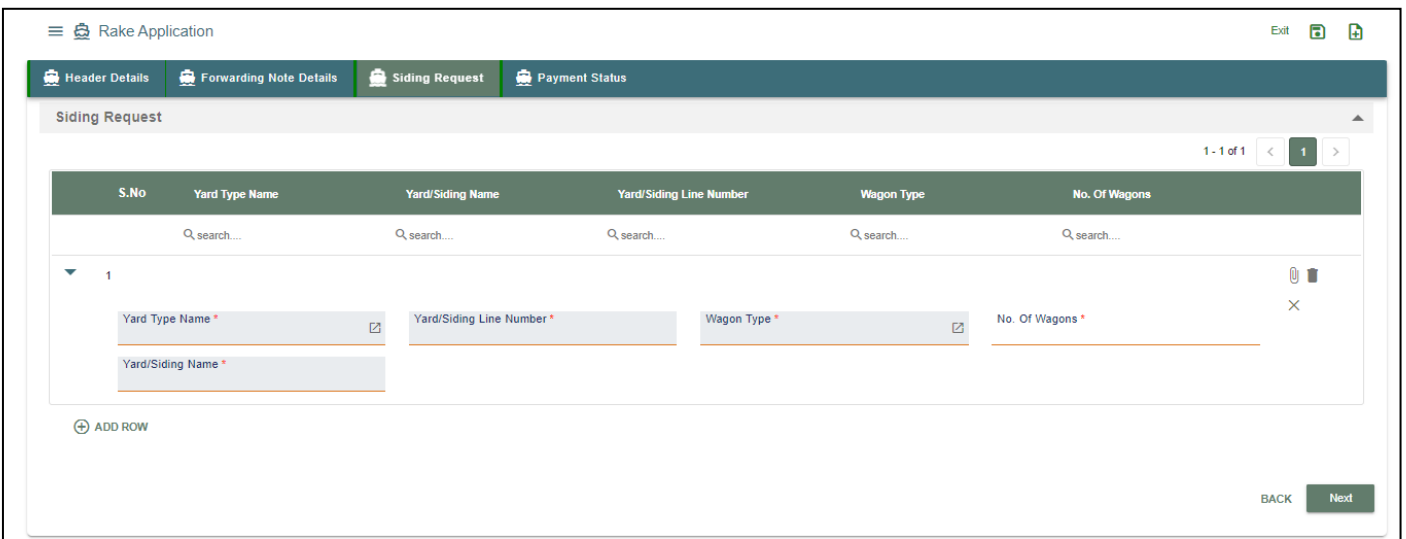 Rake Application
Exit
Header Details Forwarding Note Details Siding Request Payment Status
Siding Request
1 - 1 of 1 < 1 >
S.No Yard Type Name Yard/Siding Name Yard/Siding Line Number Wagon Type No. Of Wagons
search.... search.... search.... search.... search....
1
Yard Type Name * Yard/Siding Line Number * Wagon Type * No. Of Wagons *
Yard/Siding Name *
ADD ROW
BACK Next